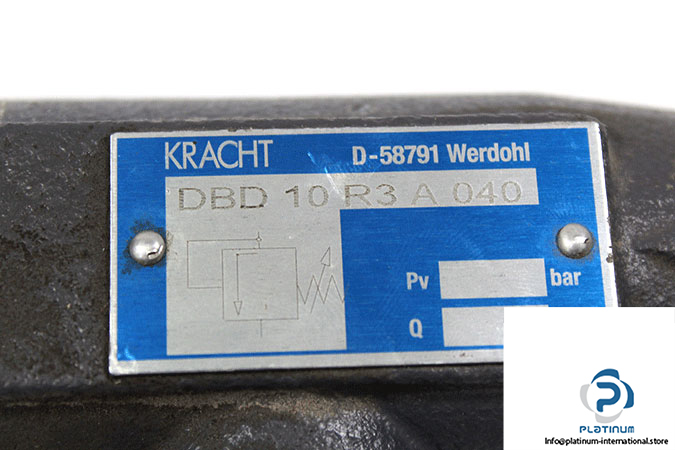 KRACHT D-58791 Werdohl
DBD 10 R3 A 040
Pv bar
Q
PLATINUM
info@platinum-international.store